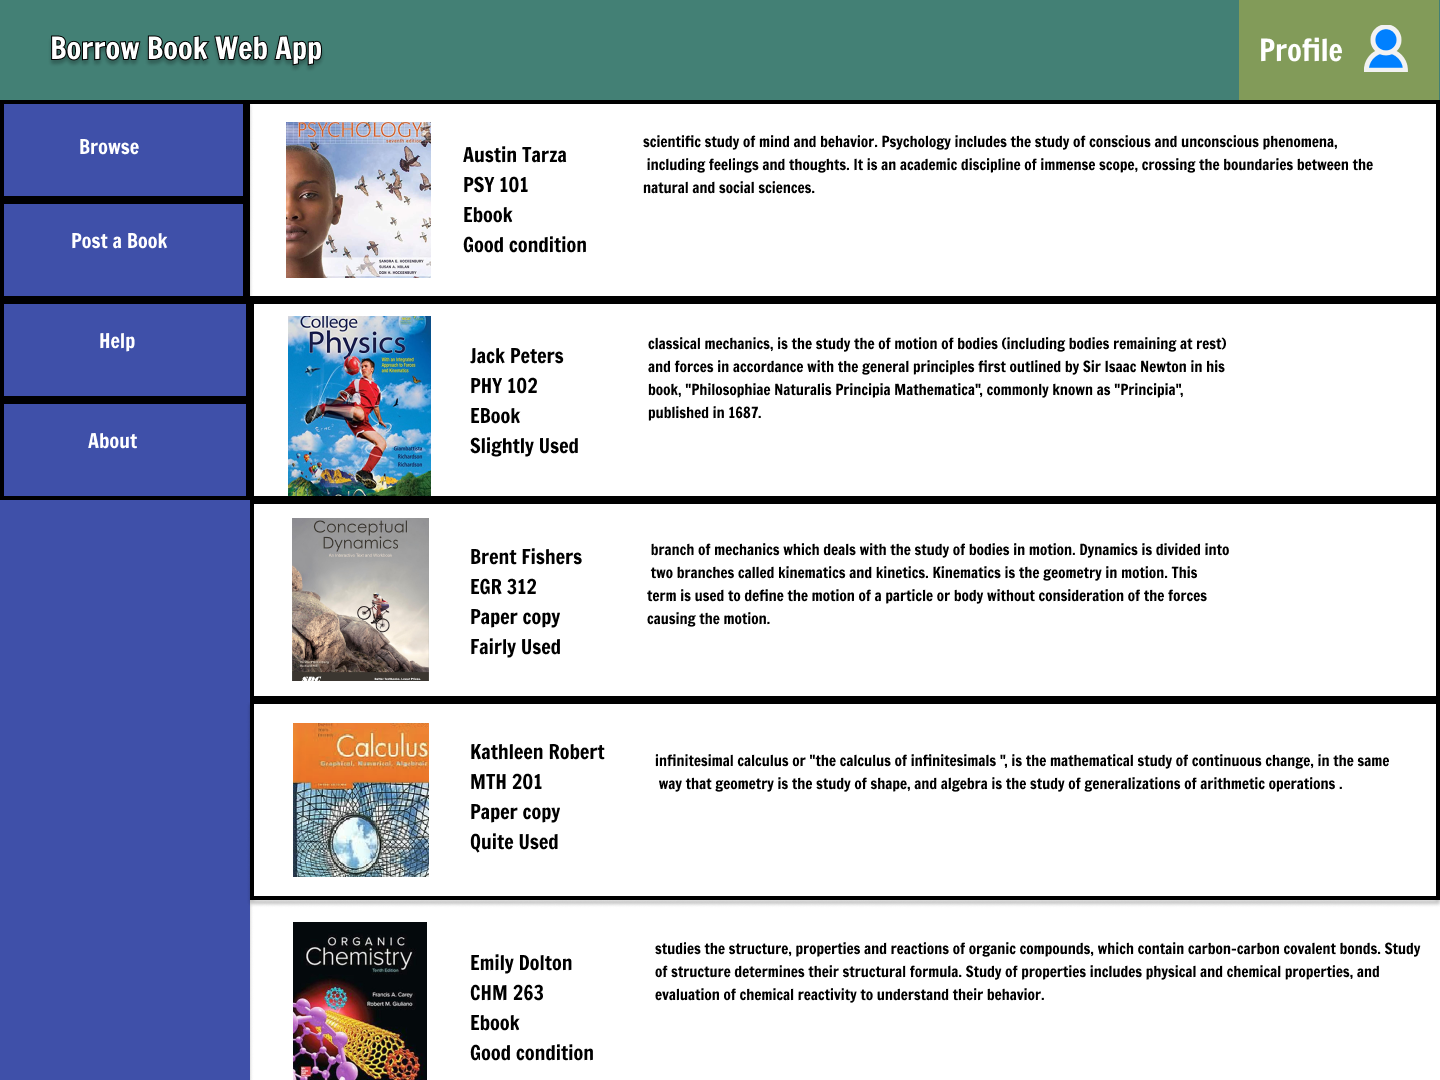 Borrow Book Web App
Profile
Browse
Post a Book
Help
About
PSYCHOLOGY
seventh edition
SANDRA E. HOCKENBURY
SUSAN A. NOLAN
DON H. HOCKENBURY
Austin Tarza
PSY 101
Ebook
Good condition
scientific study of mind and behavior. Psychology includes the study of conscious and unconscious phenomena,
including feelings and thoughts. It is an academic discipline of immense scope, crossing the boundaries between the
natural and social sciences.
College
Physics
With an Integrated
Approach to Forces
and Kinematics
Giambattista
Richardson
Richardson
Jack Peters
PHY 102
EBook
Slightly Used
classical mechanics, is the study the of motion of bodies (including bodies remaining at rest)
and forces in accordance with the general principles first outlined by Sir Isaac Newton in his
book, "Philosophiae Naturalis Principia Mathematica", commonly known as "Principia",
published in 1687.
Conceptual
Dynamics
SDC
Brent Fishers
EGR 312
Paper copy
Fairly Used
branch of mechanics which deals with the study of bodies in motion. Dynamics is divided into
two branches called kinematics and kinetics. Kinematics is the geometry in motion. This
term is used to define the motion of a particle or body without consideration of the forces
causing the motion.
Calculus
Graphical, Numerical, Algebraic
Kathleen Robert
MTH 201
Paper copy
Quite Used
infinitesimal calculus or "the calculus of infinitesimals ", is the mathematical study of continuous change, in the same
way that geometry is the study of shape, and algebra is the study of generalizations of arithmetic operations .
ORGANIC
Chemistry
Tenth Edition
Francis A. Carey
Robert M. Giuliano
Emily Dolton
CHM 263
Ebook
Good condition
studies the structure, properties and reactions of organic compounds, which contain carbon-carbon covalent bonds. Study
of structure determines their structural formula. Study of properties includes physical and chemical properties, and
evaluation of chemical reactivity to understand their behavior.